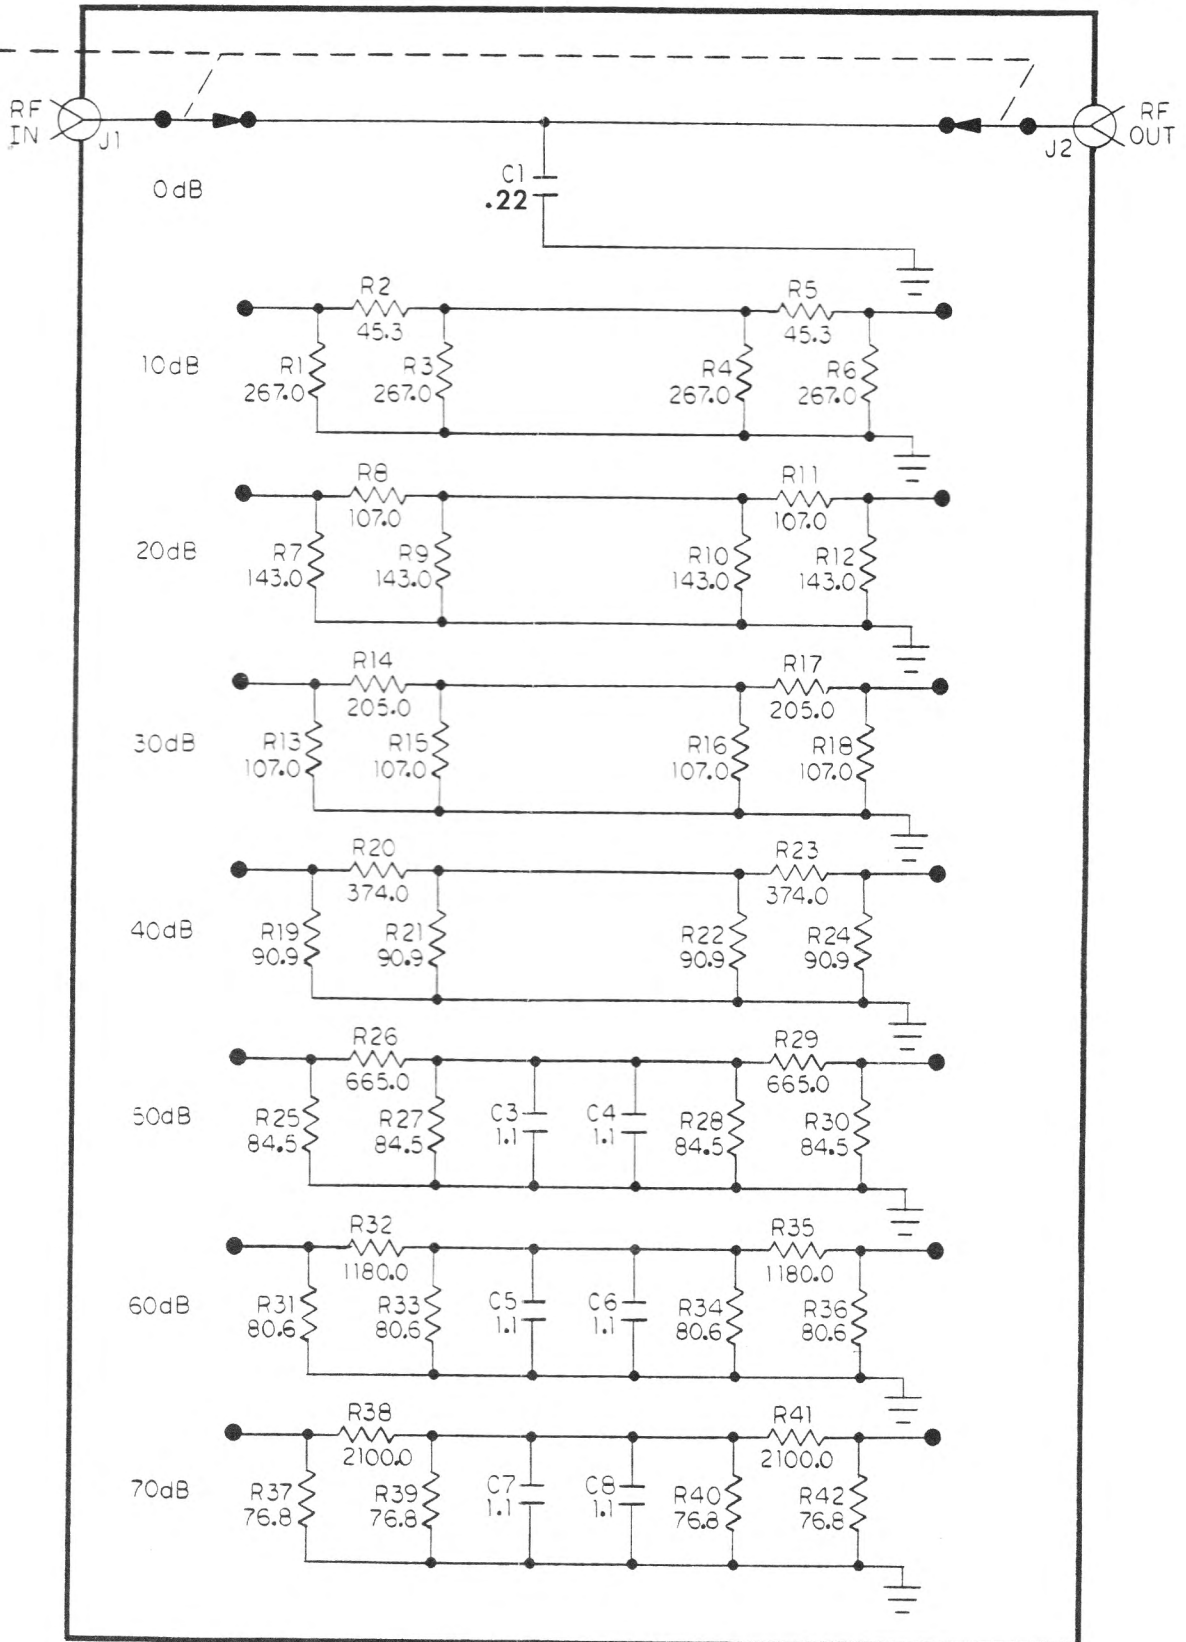 RF
IN
J1
J2
RF
OUT
0dB
C1
.22
R2
45.3
R5
45.3
10dB
R1
267.0
R3
267.0
R4
267.0
R6
267.0
R8
107.0
R11
107.0
20dB
R7
143.0
R9
143.0
R10
143.0
R12
143.0
R14
205.0
R17
205.0
30dB
R13
107.0
R15
107.0
R16
107.0
R18
107.0
R20
374.0
R23
374.0
40dB
R19
90.9
R21
90.9
R22
90.9
R24
90.9
R26
665.0
R29
665.0
50dB
R25
84.5
R27
84.5
C3
1.1
C4
1.1
R28
84.5
R30
84.5
R32
1180.0
R35
1180.0
60dB
R31
80.6
R33
80.6
C5
1.1
C6
1.1
R34
80.6
R36
80.6
R38
2100.0
R41
2100.0
70dB
R37
76.8
R39
76.8
C7
1.1
C8
1.1
R40
76.8
R42
76.8